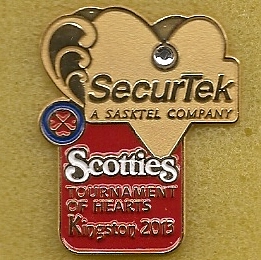 SecurTek
A SASKTEL COMPANY
Scotties
TOURNAMENT
OF HEARTS
Kingston 2013